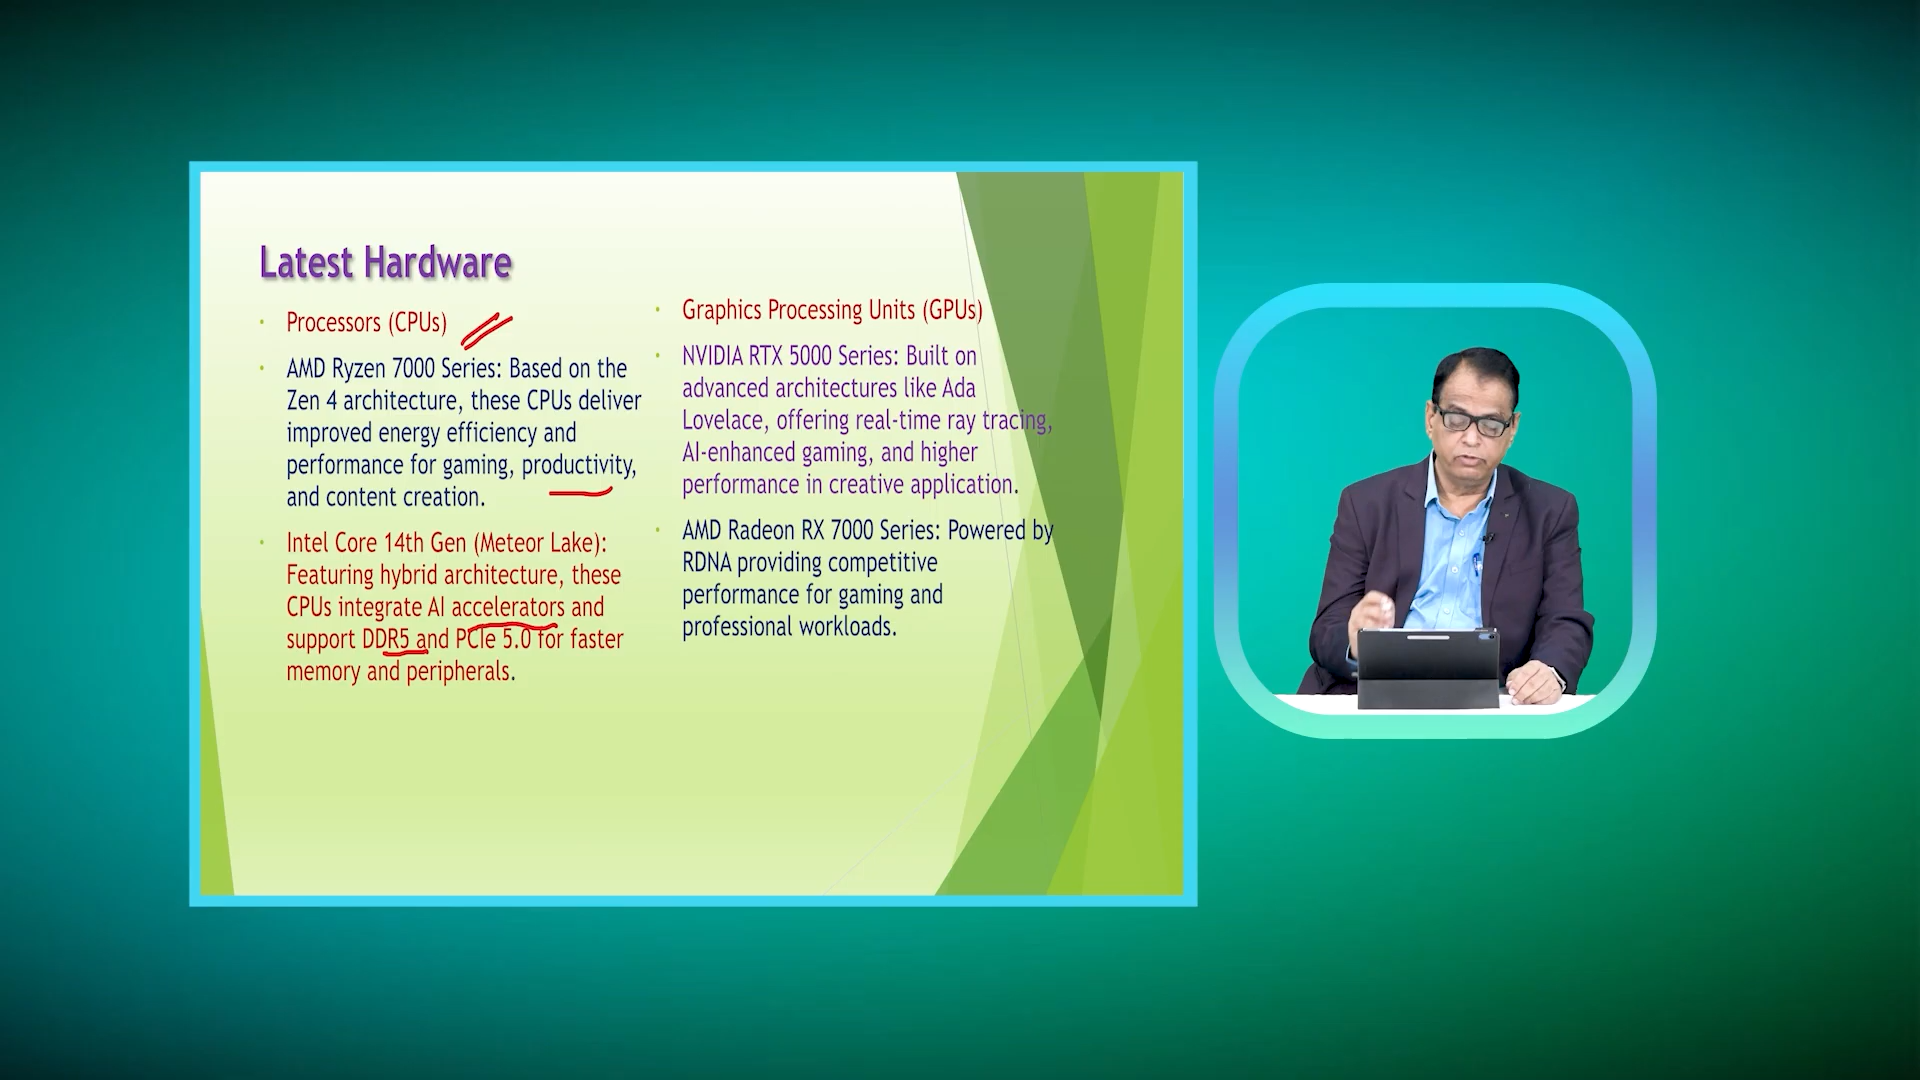 Latest Hardware
Processors (CPUs)
AMD Ryzen 7000 Series: Based on the
Zen 4 architecture, these CPUs deliver
improved energy efficiency and
performance for gaming, productivity,
and content creation.
Intel Core 14th Gen (Meteor Lake):
Featuring hybrid architecture, these
CPUs integrate AI accelerators and
support DDR5 and PCIe 5.0 for faster
memory and peripherals.
Graphics Processing Units (GPUs)
NVIDIA RTX 5000 Series: Built on
advanced architectures like Ada
Lovelace, offering real-time ray tracing,
AI-enhanced gaming, and higher
performance in creative application.
AMD Radeon RX 7000 Series: Powered by
RDNA providing competitive
performance for gaming and
professional workloads.